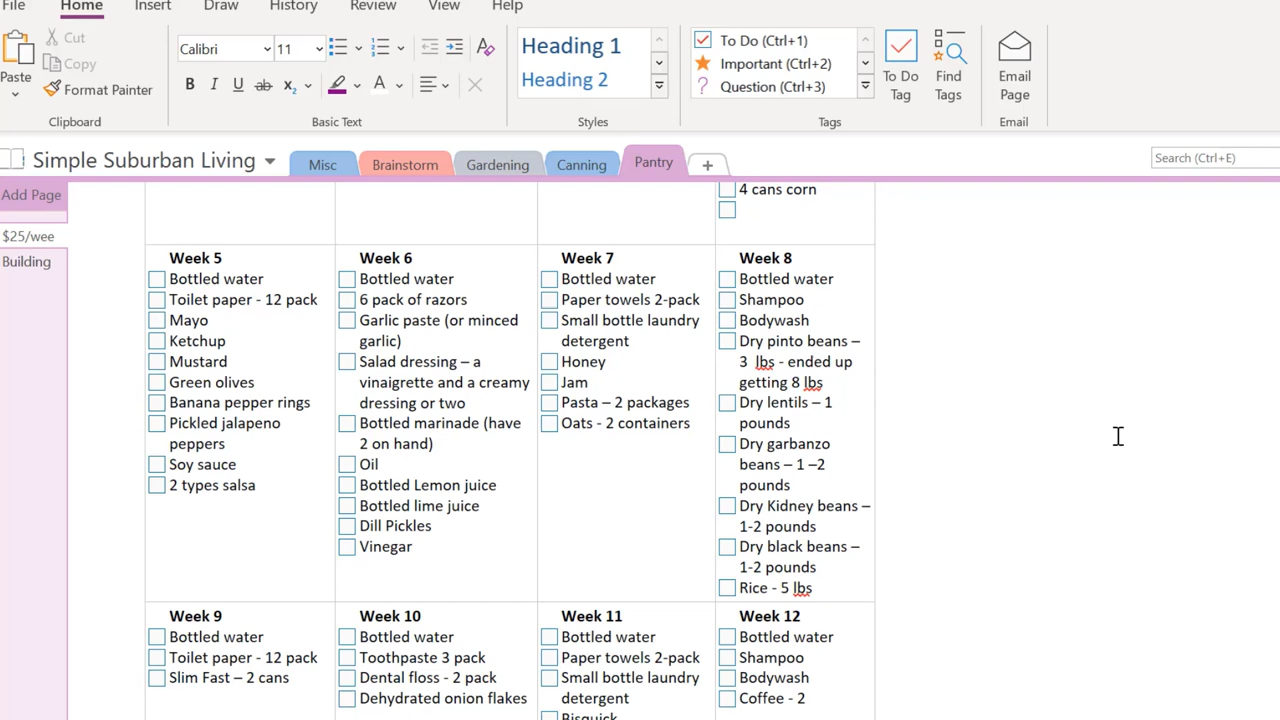 File Home Insert Draw History Review View Help
Paste
Cut
Copy
Format Painter
Clipboard
Calibri 11
Basic Text
Heading 1
Heading 2
Styles
To Do (Ctrl+1)
Important (Ctrl+2)
Question (Ctrl+3)
To Do
Tag
Find
Tags
Tags
Email
Page
Email
Simple Suburban Living
Misc Brainstorm Gardening Canning Pantry
Search (Ctrl+E)
Add Page
$25/wee
Building
4 cans corn
Week 5
Bottled water
Toilet paper - 12 pack
Mayo
Ketchup
Mustard
Green olives
Banana pepper rings
Pickled jalapeno
peppers
Soy sauce
2 types salsa
Week 6
Bottled water
6 pack of razors
Garlic paste (or minced
garlic)
Salad dressing – a
vinaigrette and a creamy
dressing or two
Bottled marinade (have
2 on hand)
Oil
Bottled Lemon juice
Bottled lime juice
Dill Pickles
Vinegar
Week 7
Bottled water
Paper towels 2-pack
Small bottle laundry
detergent
Honey
Jam
Pasta – 2 packages
Oats - 2 containers
Week 8
Bottled water
Shampoo
Bodywash
Dry pinto beans –
3 lbs - ended up
getting 8 lbs
Dry lentils – 1
pounds
Dry garbanzo
beans – 1 –2
pounds
Dry Kidney beans –
1-2 pounds
Dry black beans –
1-2 pounds
Rice - 5 lbs
Week 9
Bottled water
Toilet paper - 12 pack
Slim Fast – 2 cans
Week 10
Bottled water
Toothpaste 3 pack
Dental floss - 2 pack
Dehydrated onion flakes
Week 11
Bottled water
Paper towels 2-pack
Small bottle laundry
detergent
Bisquick
Week 12
Bottled water
Shampoo
Bodywash
Coffee - 2